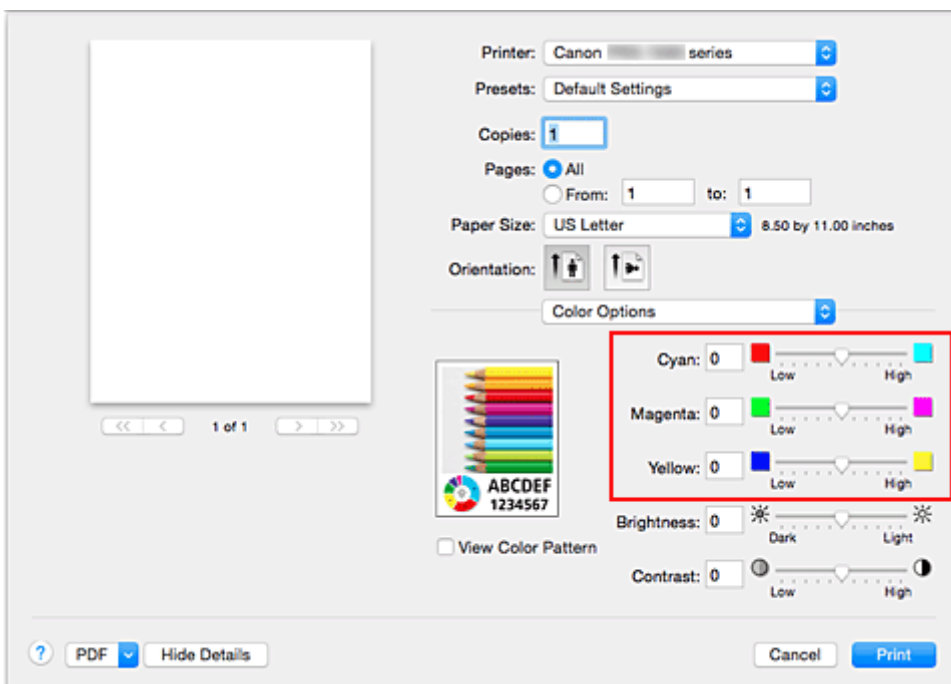 Printer: Canon series
Presets: Default Settings
Copies: 1
Pages: All
From: 1 to: 1
Paper Size: US Letter 8.50 by 11.00 inches
Orientation:
Color Options
<< < 1 of 1 > >>
Cyan: 0
Low High
Magenta: 0
Low High
Yellow: 0
Low High
ABCDEF
1234567
View Color Pattern
Brightness: 0
Dark Light
Contrast: 0
Low High
? PDF Hide Details Cancel Print